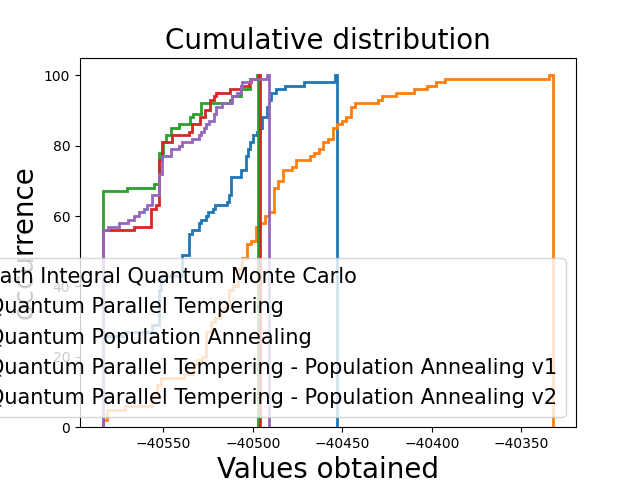 Cumulative distribution
100
80
60
40
20
0
occurrence
ath Integral Quantum Monte Carlo
Quantum Parallel Tempering
Quantum Population Annealing
Quantum Parallel Tempering - Population Annealing v1
Quantum Parallel Tempering - Population Annealing v2
−40550
−40500
−40450
−40400
−40350
Values obtained